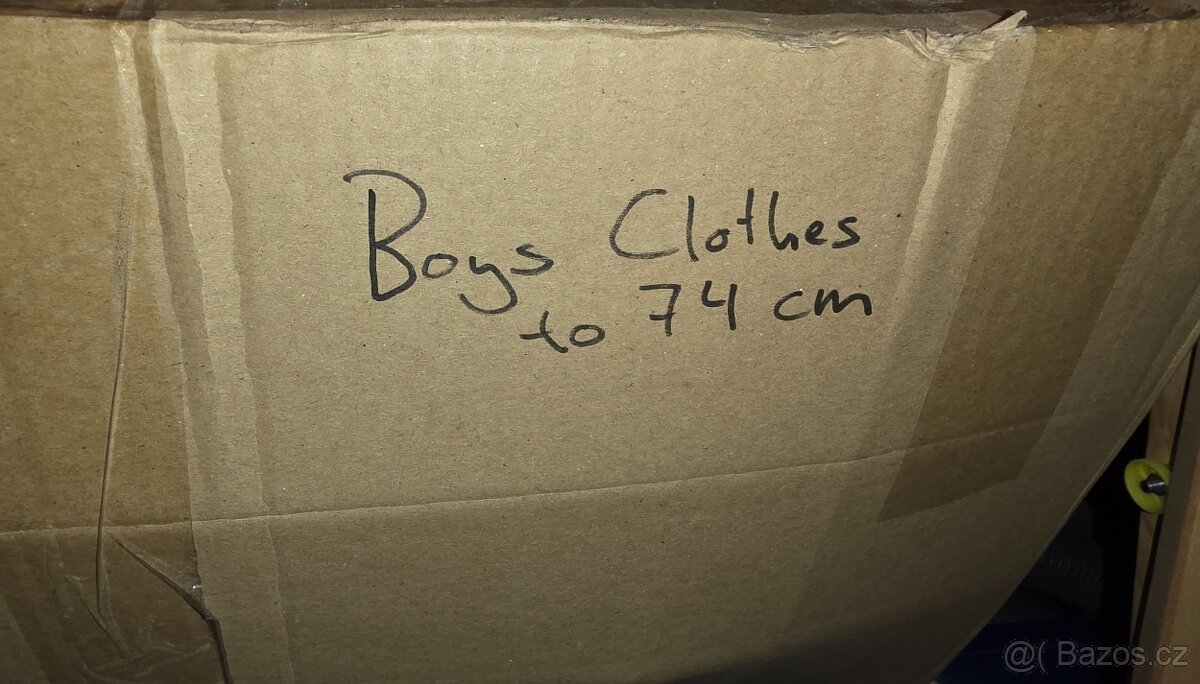 Boys Clothes
to 74 cm
@( Bazos.cz